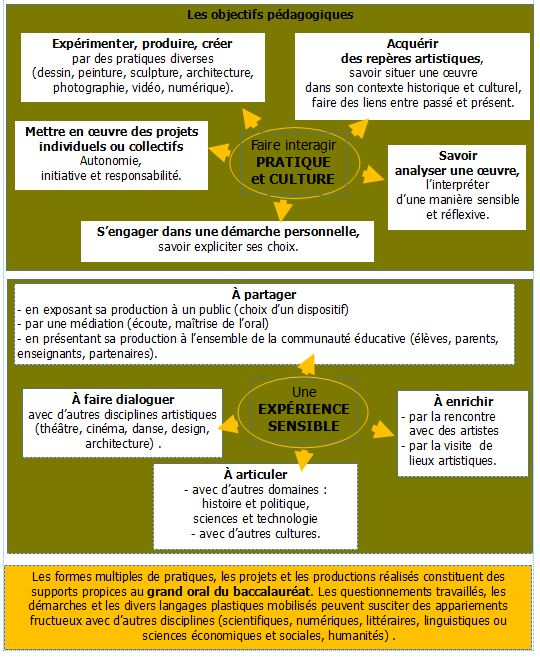 Les objectifs pédagogiques
Expérimenter, produire, créer
par des pratiques diverses
(dessin, peinture, sculpture, architecture,
photographie, vidéo, numérique).
Acquérir
des repères artistiques,
savoir situer une œuvre
dans son contexte historique et culturel,
faire des liens entre passé et présent.
Mettre en œuvre des projets
individuels ou collectifs
Autonomie,
initiative et responsabilité.
Faire interagir
PRATIQUE
et CULTURE
Savoir
analyser une œuvre,
l’interpréter
d’une manière sensible
et réflexive.
S’engager dans une démarche personnelle,
savoir expliciter ses choix.
À partager
- en exposant sa production à un public (choix d’un dispositif)
- par une médiation (écoute, maîtrise de l’oral)
- en présentant sa production à l’ensemble de la communauté éducative (élèves, parents,
enseignants, partenaires).
À faire dialoguer
avec d’autres disciplines artistiques
(théâtre, cinéma, danse, design,
architecture) .
Une
EXPÉRIENCE
SENSIBLE
À enrichir
- par la rencontre
avec des artistes
- par la visite de
lieux artistiques.
À articuler
- avec d’autres domaines :
histoire et politique,
sciences et technologie
- avec d’autres cultures.
Les formes multiples de pratiques, les projets et les productions réalisés constituent des
supports propices au grand oral du baccalauréat. Les questionnements travaillés, les
démarches et les divers langages plastiques mobilisés peuvent susciter des appariements
fructueux avec d’autres disciplines (scientifiques, numériques, littéraires, linguistiques ou
sciences économiques et sociales, humanités) .